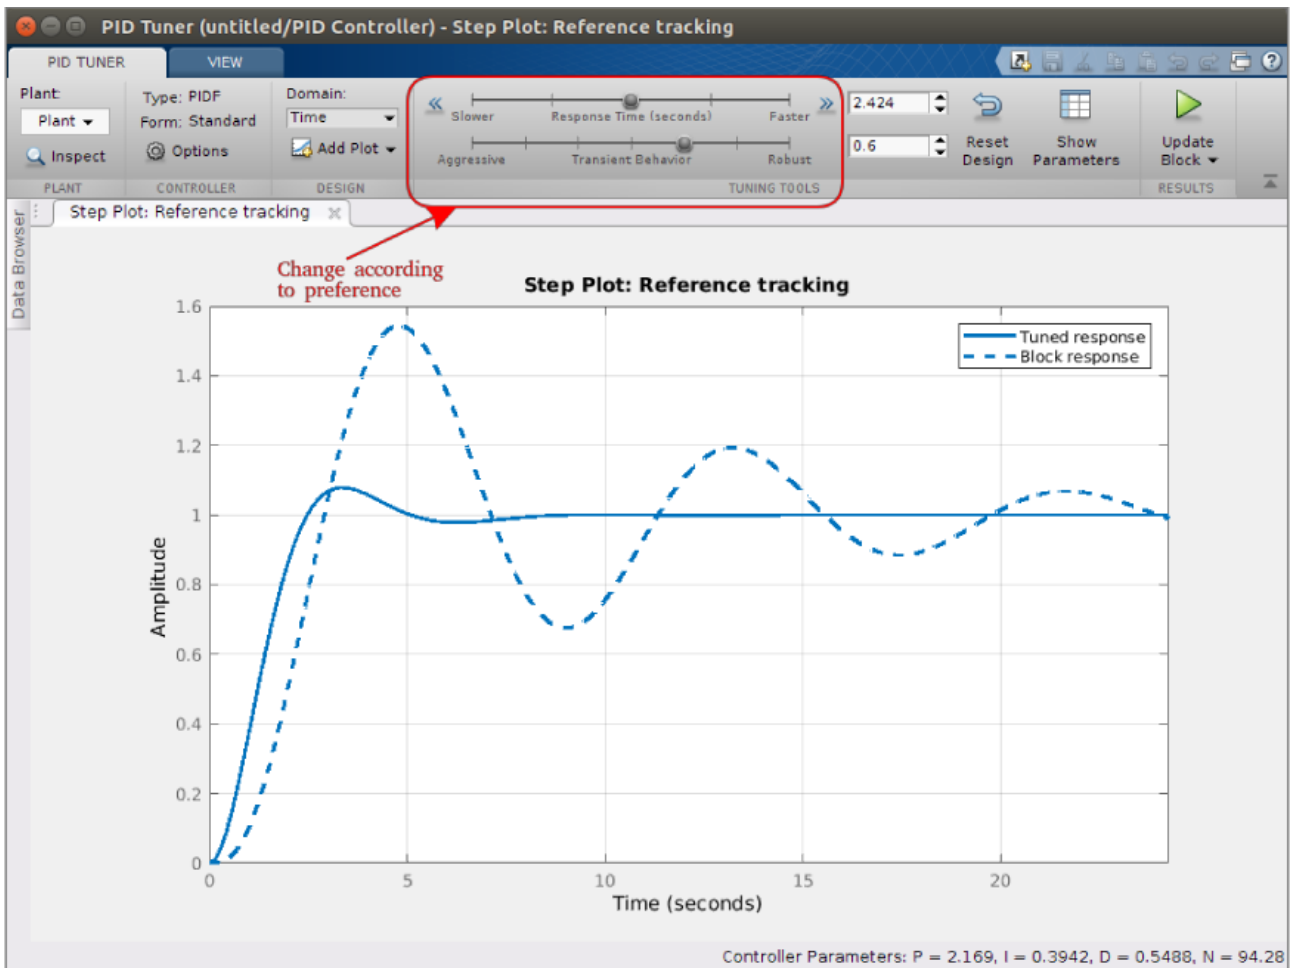 PID Tuner (untitled/PID Controller) - Step Plot: Reference tracking
PID TUNER
VIEW
Plant:
Plant
Inspect
PLANT
Type: PIDF
Form: Standard
Options
CONTROLLER
Domain:
Time
Add Plot
DESIGN
Slower
Response Time (seconds)
Faster
2.424
Aggressive
Transient Behavior
Robust
0.6
TUNING TOOLS
Reset
Design
Show
Parameters
Update
Block
RESULTS
Data Browser
Step Plot: Reference tracking
Change according
to preference
Step Plot: Reference tracking
Tuned response
Block response
Amplitude
1.6
1.4
1.2
1
0.8
0.6
0.4
0.2
0
0
5
10
15
20
Time (seconds)
Controller Parameters: P = 2.169, I = 0.3942, D = 0.5488, N = 94.28